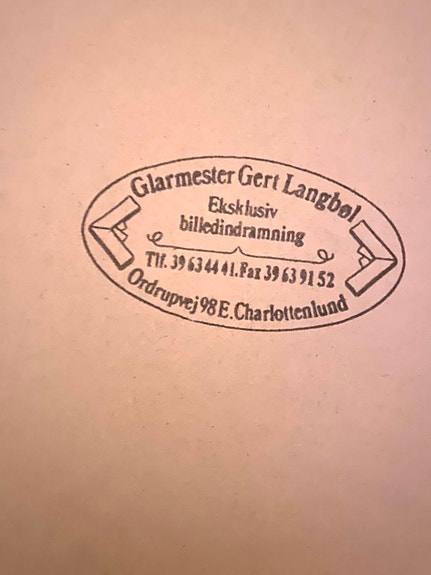 Glarmester Gert Langbøl
Eksklusiv
billedindramning
Tlf. 39 63 44 41. Fax 39 63 91 52
Ordrupvej 98 E. Charlottenlund